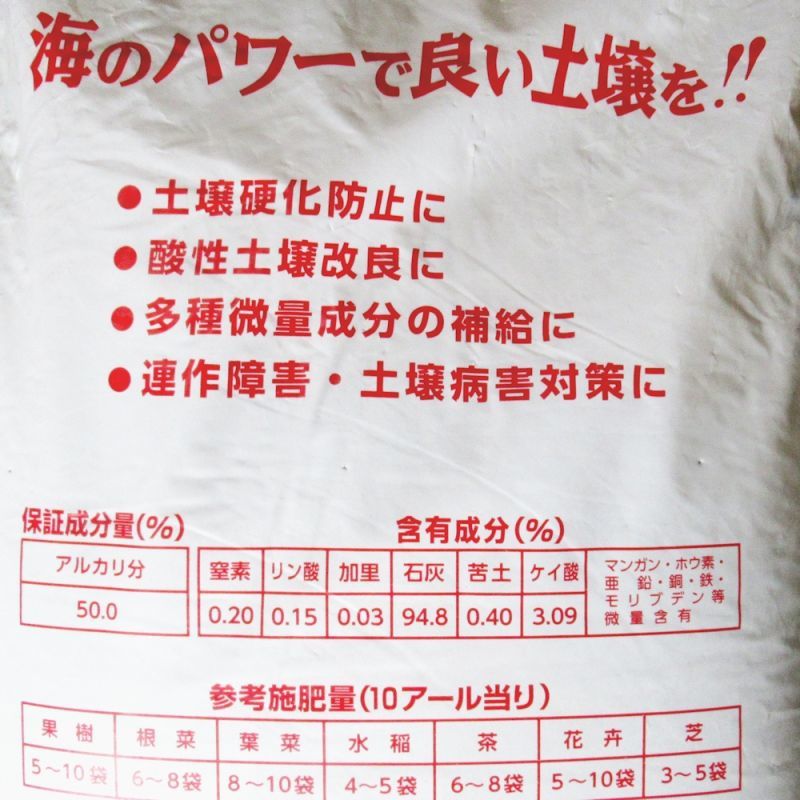 海のパワーで良い土壌を!!
●土壌硬化防止に
●酸性土壌改良に
●多種微量成分の補給に
●連作障害・土壌病害対策に
保証成分量(%)
アルカリ分
50.0
含有成分(%)
窒素 リン酸 加里 石灰 苦土 ケイ酸
0.20 0.15 0.03 94.8 0.40 3.09
マンガン・ホウ素・
亜鉛・銅・鉄・
モリブデン等
微量含有
参考施肥量(10アール当り)
果樹 根菜 葉菜 水稲 茶 花卉 芝
5〜10袋 6〜8袋 8〜10袋 4〜5袋 6〜8袋 5〜10袋 3〜5袋